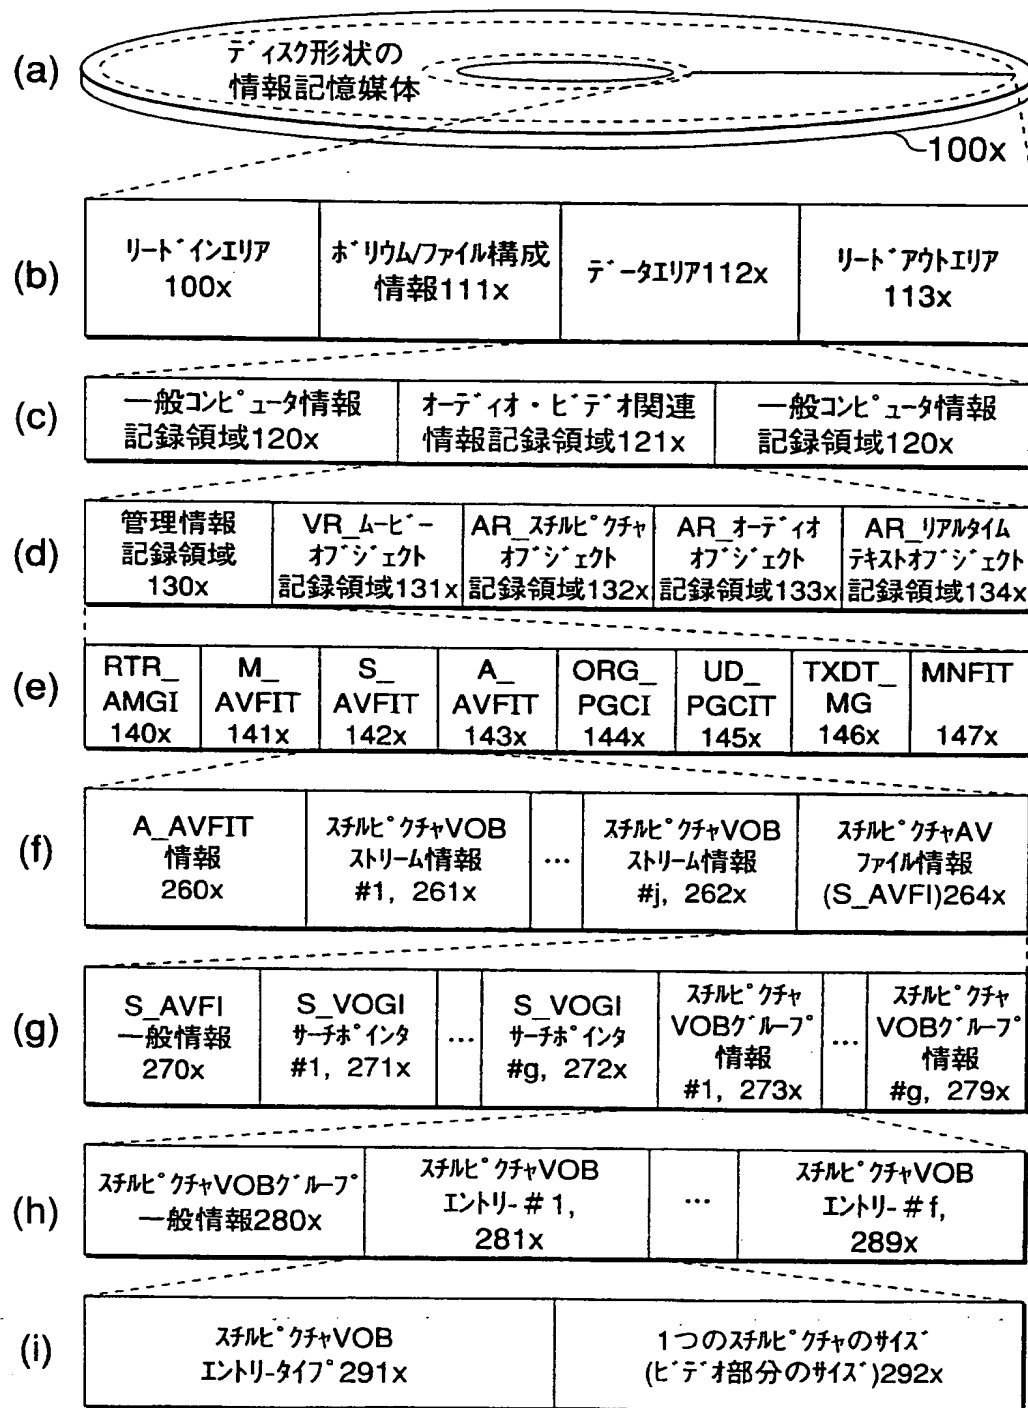 (a)
ディスク形状の
情報記憶媒体
100x
(b)
リードインエリア
100x
ボリウム/ファイル構成
情報111x
データエリア112x
リードアウトエリア
113x
(c)
一般コンピュータ情報
記録領域120x
オーディオ・ビデオ関連
情報記録領域121x
一般コンピュータ情報
記録領域120x
(d)
管理情報
記録領域
130x
VR_ムービー
オブジェクト
記録領域131x
AR_スチルピクチャ
オブジェクト
記録領域132x
AR_オーディオ
オブジェクト
記録領域133x
AR_リアルタイム
テキストオブジェクト
記録領域134x
(e)
RTR_
AMGI
140x
M_
AVFIT
141x
S_
AVFIT
142x
A_
AVFIT
143x
ORG_
PGCI
144x
UD_
PGCIT
145x
TXDT_
MG
146x
MNFIT
147x
(f)
A_AVFIT
情報
260x
スチルピクチャVOB
ストリーム情報
#1, 261x
…
スチルピクチャVOB
ストリーム情報
#j, 262x
スチルピクチャAV
ファイル情報
(S_AVFI)264x
(g)
S_AVFI
一般情報
270x
S_VOGI
サーチポインタ
#1, 271x
…
S_VOGI
サーチポインタ
#g, 272x
スチルピクチャ
VOBグループ
情報
#1, 273x
…
スチルピクチャ
VOBグループ
情報
#g, 279x
(h)
スチルピクチャVOBグループ
一般情報280x
スチルピクチャVOB
エントリー#1,
281x
…
スチルピクチャVOB
エントリー#f,
289x
(i)
スチルピクチャVOB
エントリータイプ291x
1つのスチルピクチャのサイズ
(ビデオ部分のサイズ)292x